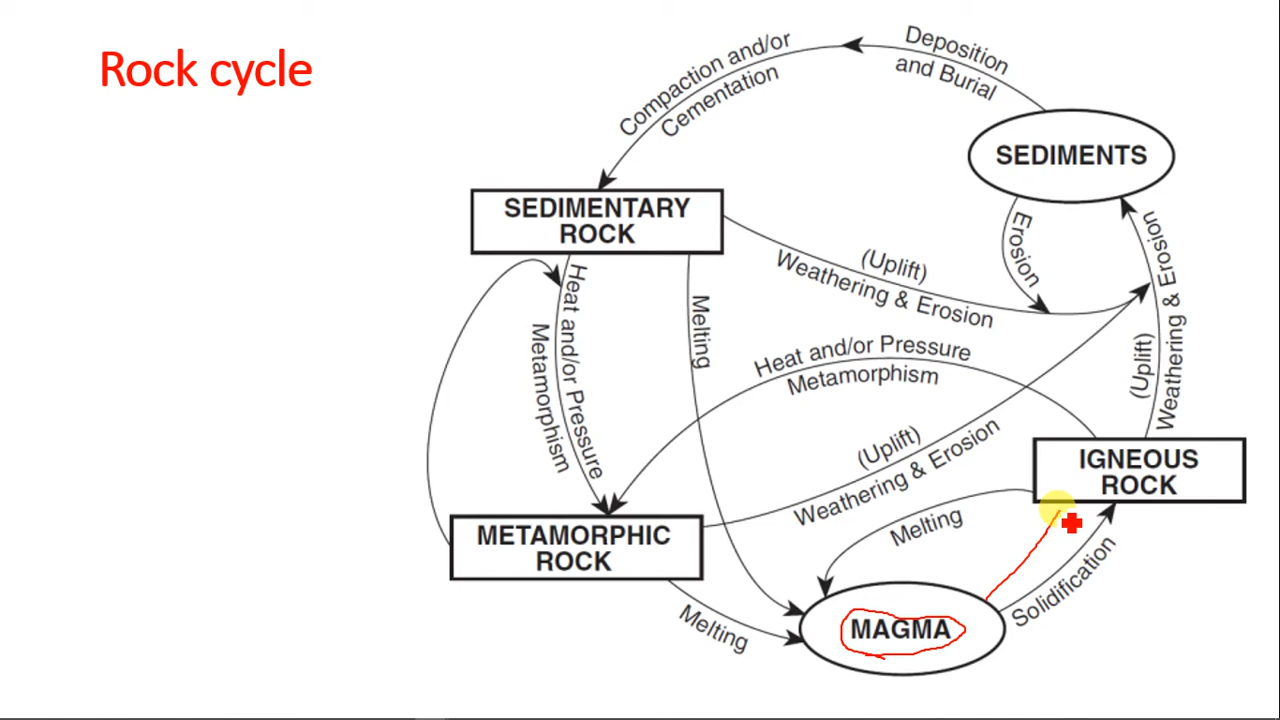 Rock cycle
Deposition
and Burial
Compaction and/or
Cementation
SEDIMENTS
SEDIMENTARY
ROCK
Erosion
(Uplift)
Weathering & Erosion
(Uplift)
Weathering & Erosion
Heat and/or Pressure
Metamorphism
Melting
Heat and/or Pressure
Metamorphism
(Uplift)
Weathering & Erosion
IGNEOUS
ROCK
METAMORPHIC
ROCK
Melting
Solidification
Melting
MAGMA